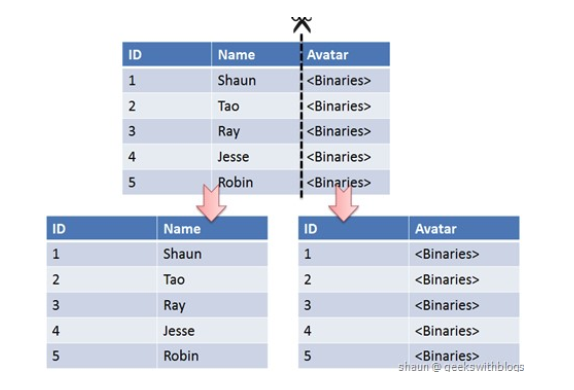 ID Name Avatar
1 Shaun <Binaries>
2 Tao <Binaries>
3 Ray <Binaries>
4 Jesse <Binaries>
5 Robin <Binaries>
ID Name
1 Shaun
2 Tao
3 Ray
4 Jesse
5 Robin
ID Avatar
1 <Binaries>
2 <Binaries>
3 <Binaries>
4 <Binaries>
5 <Binaries>
shaun @ geekswithblogs